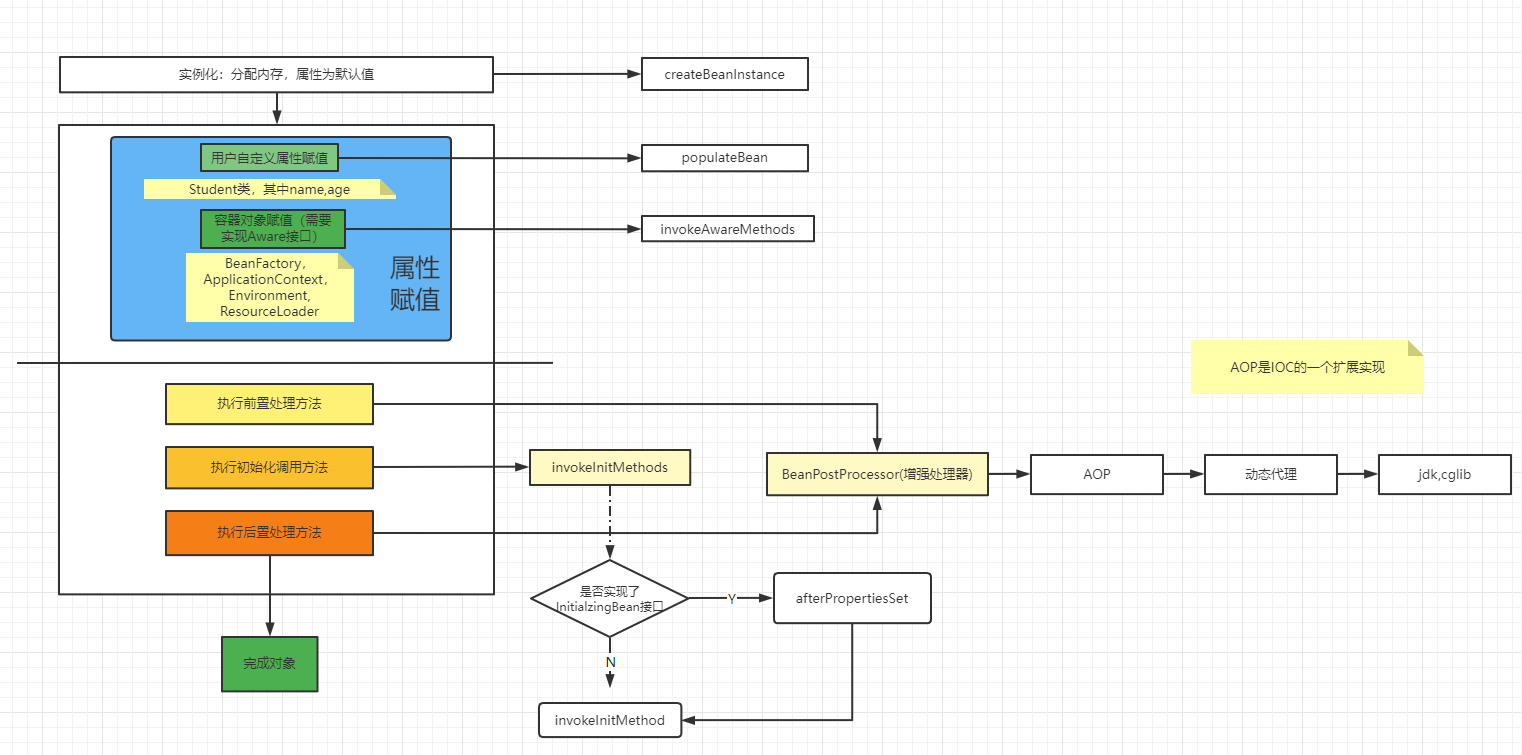 实例化：分配内存，属性为默认值
createBeanInstance
用户自定义属性赋值
populateBean
Student类，其中name,age
容器对象赋值（需要
实现Aware接口）
invokeAwareMethods
BeanFactory，
ApplicationContext，
Environment,
ResourceLoader
属性
赋值
AOP是IOC的一个扩展实现
执行前置处理方法
执行初始化调用方法
invokeInitMethods
BeanPostProcessor(增强处理器)
AOP
动态代理
jdk,cglib
执行后置处理方法
是否实现了
InitialzingBean接口
Y
afterPropertiesSet
N
完成对象
invokeInitMethod